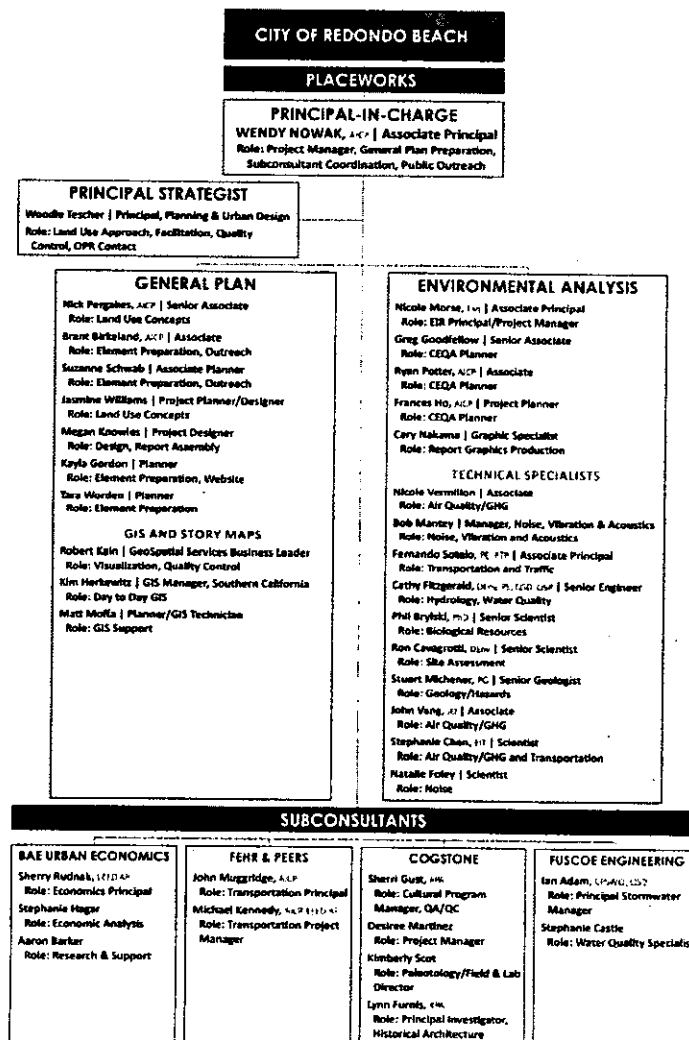 CITY OF REDONDO BEACH
PLACEWORKS
PRINCIPAL-IN-CHARGE
WENDY NOWAK, AICP | Associate Principal
Role: Project Manager, General Plan Preparation,
Subconsultant Coordination, Public Outreach
PRINCIPAL STRATEGIST
Woodie Tescher | Principal, Planning & Urban Design
Role: Land Use Approach, Facilitation, Quality
Control, OPR Contact
GENERAL PLAN
Nick Pergakes, AICP | Senior Associate
Role: Land Use Concepts
Brant Birkeland, AICP | Associate
Role: Element Preparation, Outreach
Suzanne Schwab | Associate Planner
Role: Element Preparation, Outreach
Jasmine Williams | Project Planner/Designer
Role: Land Use Concepts
Megan Knowles | Project Designer
Role: Design, Report Assembly
Kayla Gordon | Planner
Role: Element Preparation, Website
Tara Worden | Planner
Role: Element Preparation
GIS AND STORY MAPS
Robert Kain | GeoSpatial Services Business Leader
Role: Visualization, Quality Control
Kim Herkewitz | GIS Manager, Southern California
Role: Day to Day GIS
Matt Moffa | Planner/GIS Technician
Role: GIS Support
ENVIRONMENTAL ANALYSIS
Nicole Morse, | Associate Principal
Role: EIR Principal/Project Manager
Greg Goodfellow | Senior Associate
Role: CEQA Planner
Ryan Potter, AICP | Associate
Role: CEQA Planner
Frances Ho, AICP | Project Planner
Role: CEQA Planner
Cary Nakama | Graphic Specialist
Role: Report Graphics Production
TECHNICAL SPECIALISTS
Nicole Vermilion | Associate
Role: Air Quality/GHG
Bob Mantey | Manager, Noise, Vibration & Acoustics
Role: Noise, Vibration and Acoustics
Fernando Sotelo, PE, PTP | Associate Principal
Role: Transportation and Traffic
Cathy Fitzgerald, | Senior Engineer
Role: Hydrology, Water Quality
Phil Brylski, PhD | Senior Scientist
Role: Biological Resources
Ron Cavagrotti, | Senior Scientist
Role: Site Assessment
Stuart Michener, PG | Senior Geologist
Role: Geology/Hazards
John Vang, | Associate
Role: Air Quality/GHG
Stephanie Chen, EIT | Scientist
Role: Air Quality/GHG and Transportation
Natalie Foley | Scientist
Role: Noise
SUBCONSULTANTS
BAE URBAN ECONOMICS
Sherry Rudnak, LEED AP
Role: Economics Principal
Stephanie Hagar
Role: Economic Analysis
Aaron Barker
Role: Research & Support
FEHR & PEERS
John Muggridge, AICP
Role: Transportation Principal
Michael Kennedy,
Role: Transportation Project
Manager
COGSTONE
Sherri Gust, RPA
Role: Cultural Program
Manager, QA/QC
Desiree Martinez
Role: Project Manager
Kimberly Scot
Role: Paleotology/Field & Lab
Director
Lynn Furnis, RPA
Role: Principal Investigator,
Historical Architecture
FUSCOE ENGINEERING
Ian Adam,
Role: Principal Stormwater
Manager
Stephanie Castle
Role: Water Quality Specialis